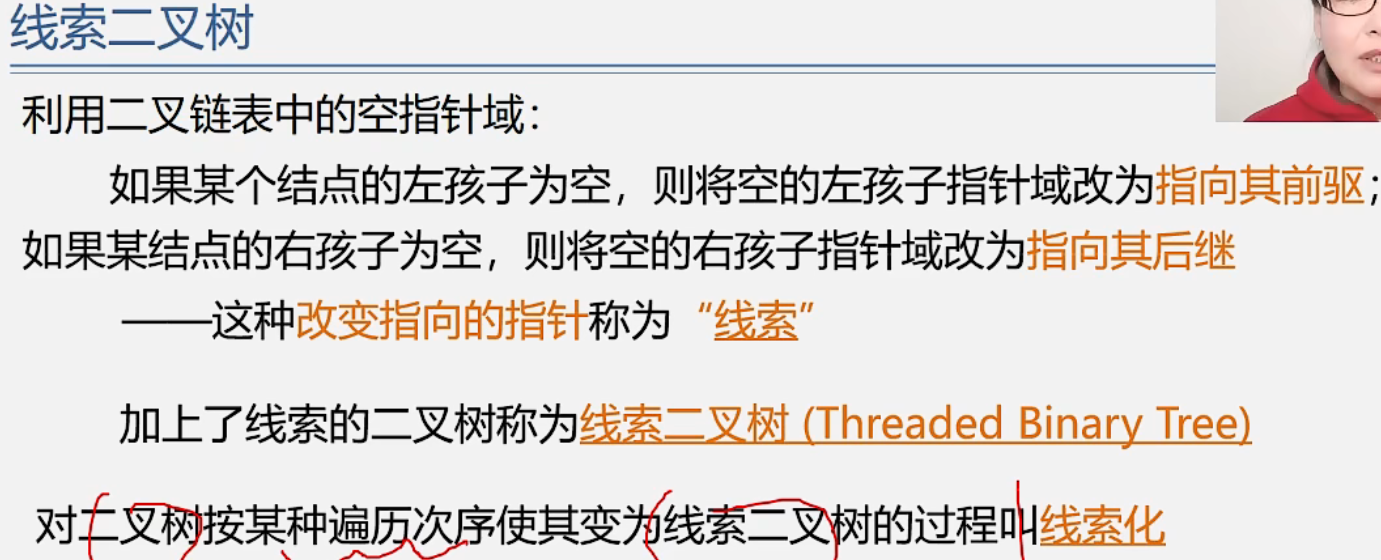 线索二叉树
利用二叉链表中的空指针域：
如果某个结点的左孩子为空，则将空的左孩子指针域改为指向其前驱；
如果某结点的右孩子为空，则将空的右孩子指针域改为指向其后继
——这种改变指向的指针称为“线索”
加上了线索的二叉树称为线索二叉树 (Threaded Binary Tree)
对二叉树按某种遍历次序使其变为线索二叉树的过程叫线索化